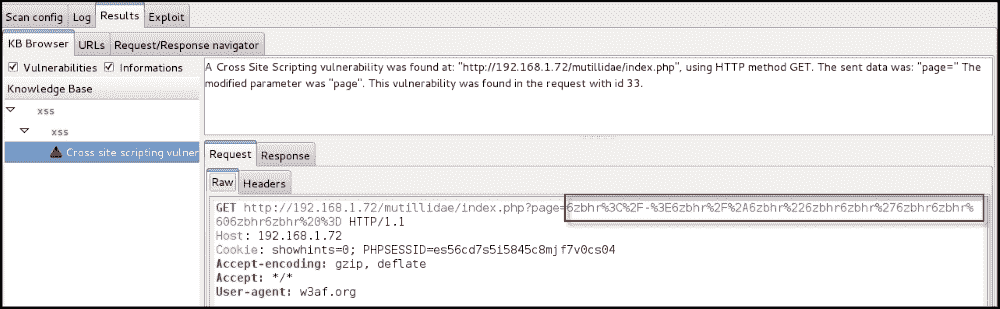 Scan config Log Results Exploit
KB Browser URLs Request/Response navigator
Vulnerabilities Informations
Knowledge Base
xss
xss
Cross site scripting vulner
A Cross Site Scripting vulnerability was found at: "http://192.168.1.72/mutillidae/index.php", using HTTP method GET. The sent data was: "page=" The
modified parameter was "page". This vulnerability was found in the request with id 33.
Request Response
Raw Headers
GET http://192.168.1.72/mutillidae/index.php?page=6zbhr%3C%2F-%3E6zbhr%2F%2A6zbhr%226zbhr6zbhr%276zbhr6zbhr%
606zbhr6zbhr%20%3D HTTP/1.1
Host: 192.168.1.72
Cookie: showhints=0; PHPSESSID=es56cd7s5i5845c8mjf7v0cs04
Accept-encoding: gzip, deflate
Accept: */*
User-agent: w3af.org